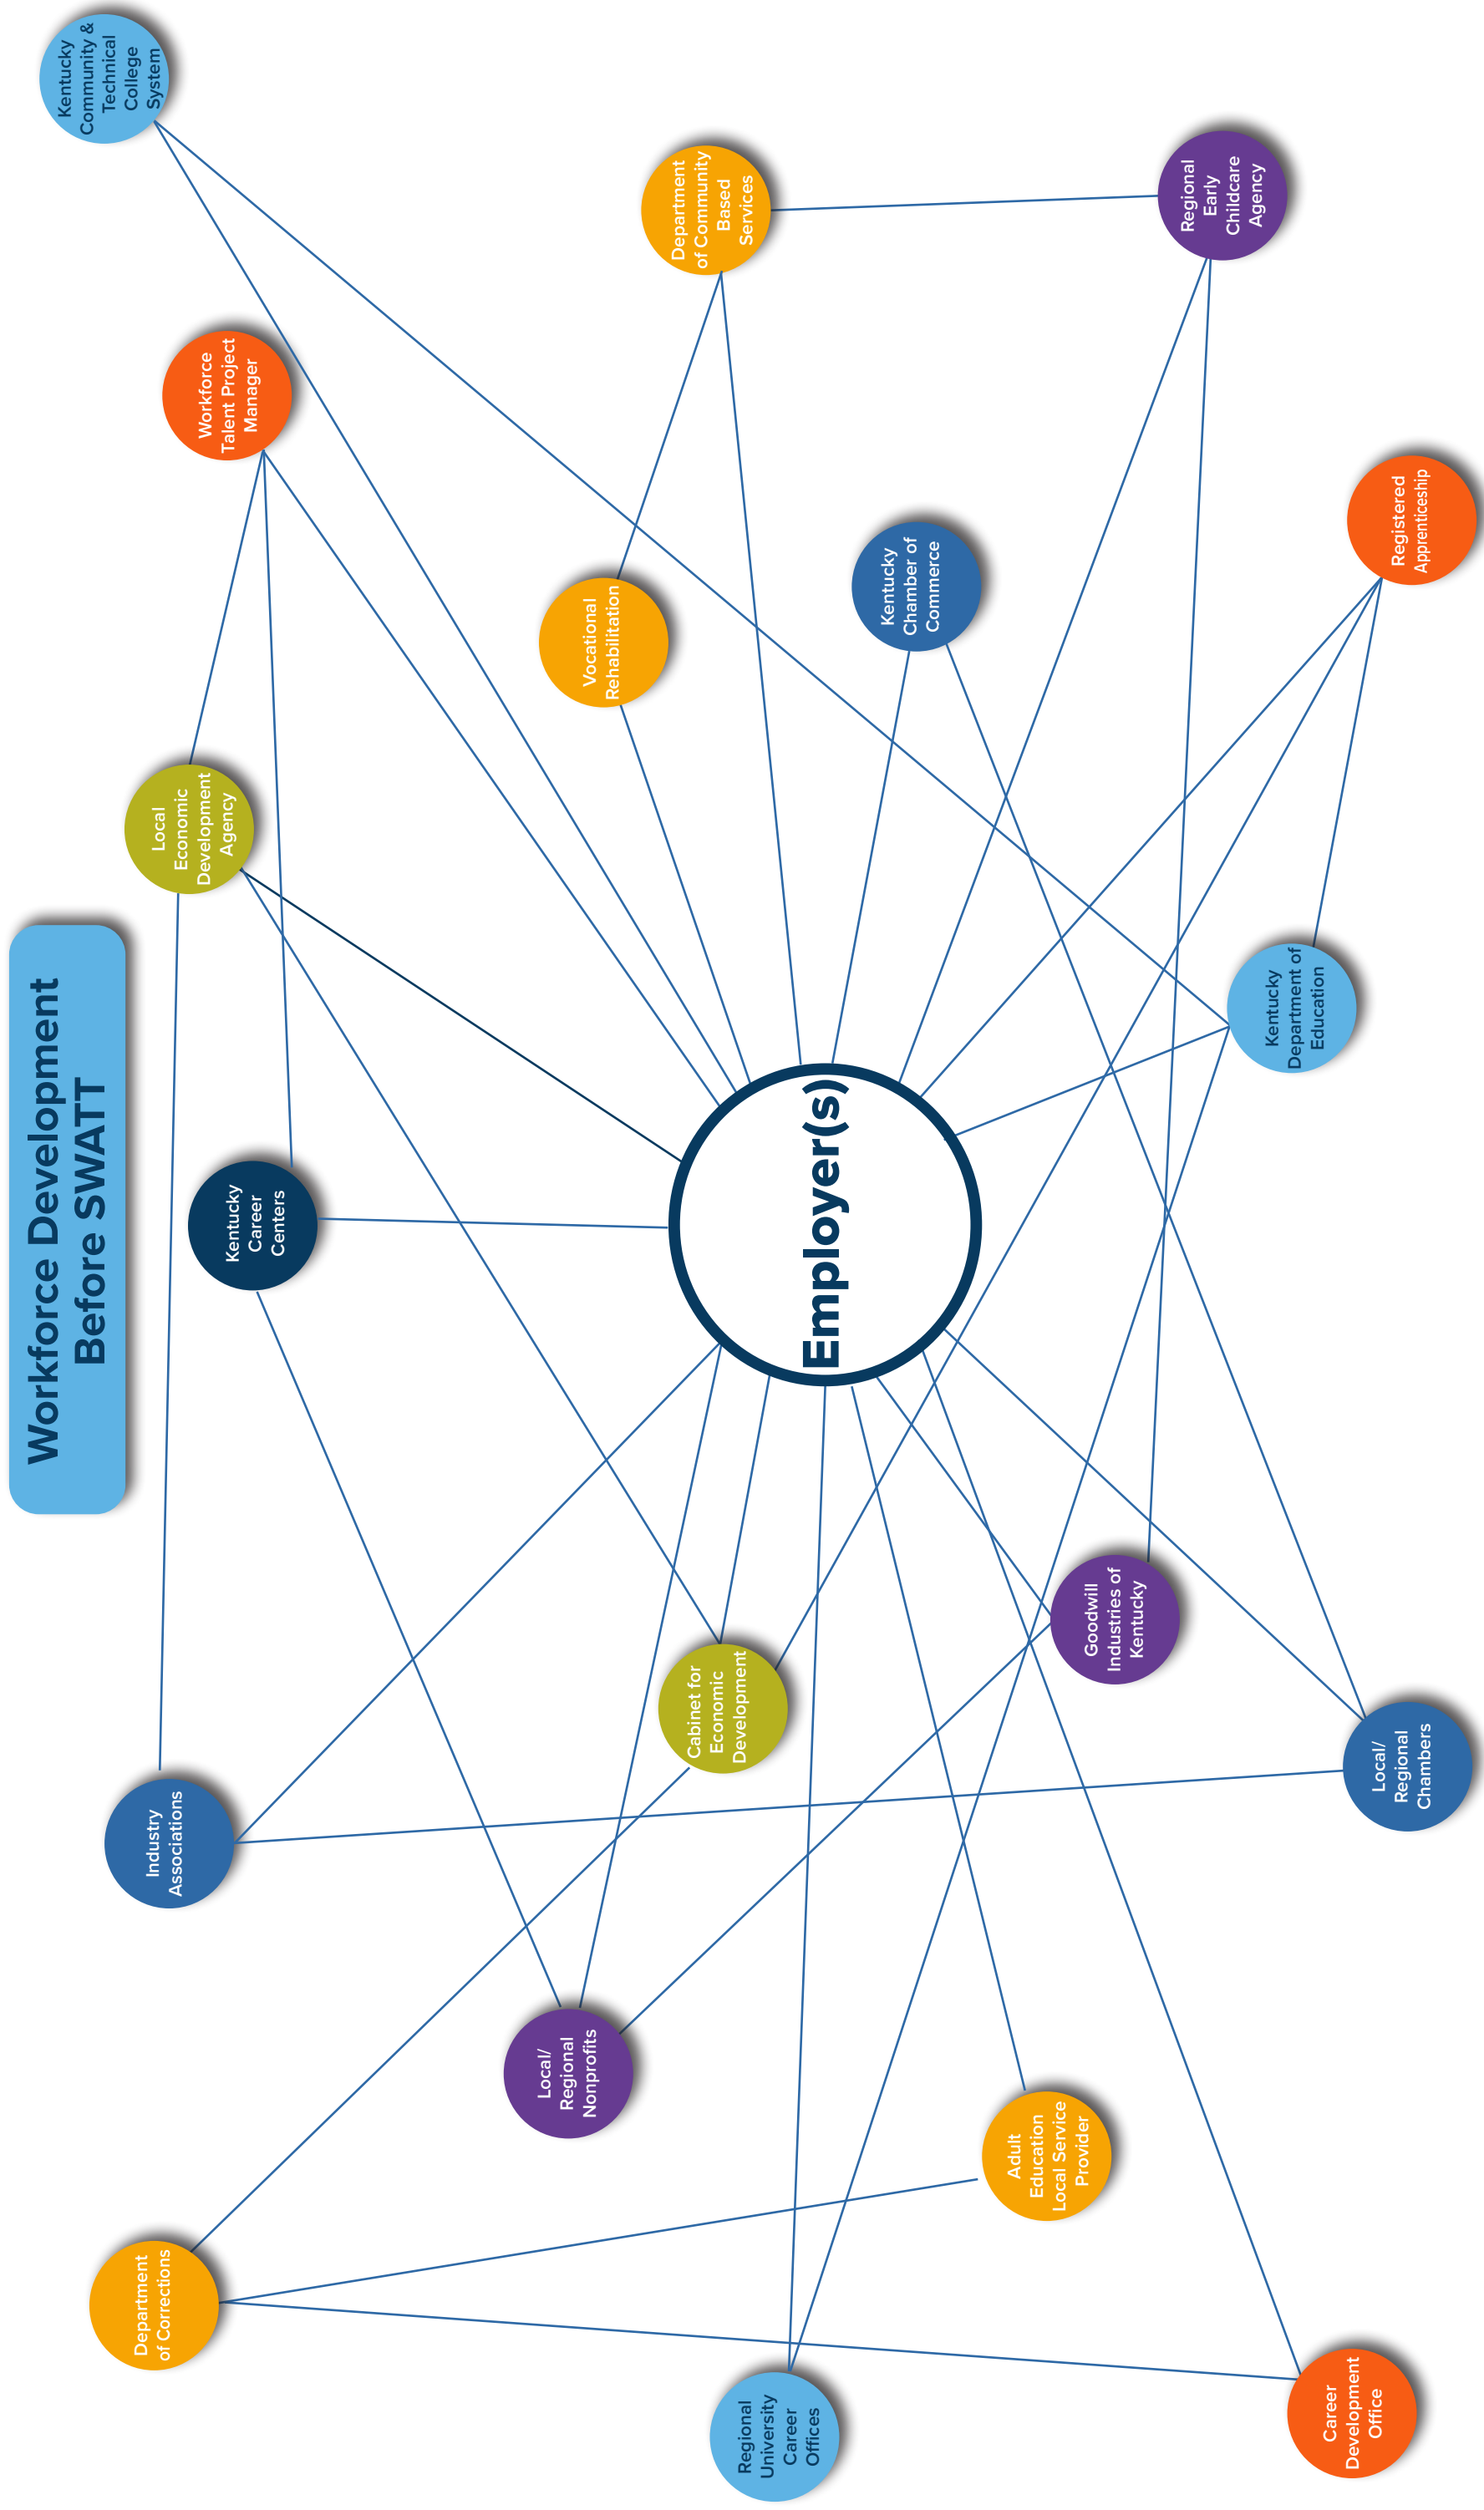 Workforce Development
Before SWATT
Department
of Corrections
Industry
Associations
Kentucky
Career
Centers
Local
Economic
Development
Agency
Workforce
Talent Project
Manager
Kentucky
Community &
Technical
College
System
Local/
Regional
Nonprofits
Vocational
Rehabilitation
Regional
University
Career
Offices
Cabinet for
Economic
Development
Employer(s)
Department
of Community
Based
Services
Kentucky
Chamber of
Commerce
Adult
Education
Local Service
Provider
Goodwill
Industries of
Kentucky
Regional
Early
Childcare
Agency
Kentucky
Department of
Education
Career
Development
Office
Local/
Regional
Chambers
Registered
Apprenticeship